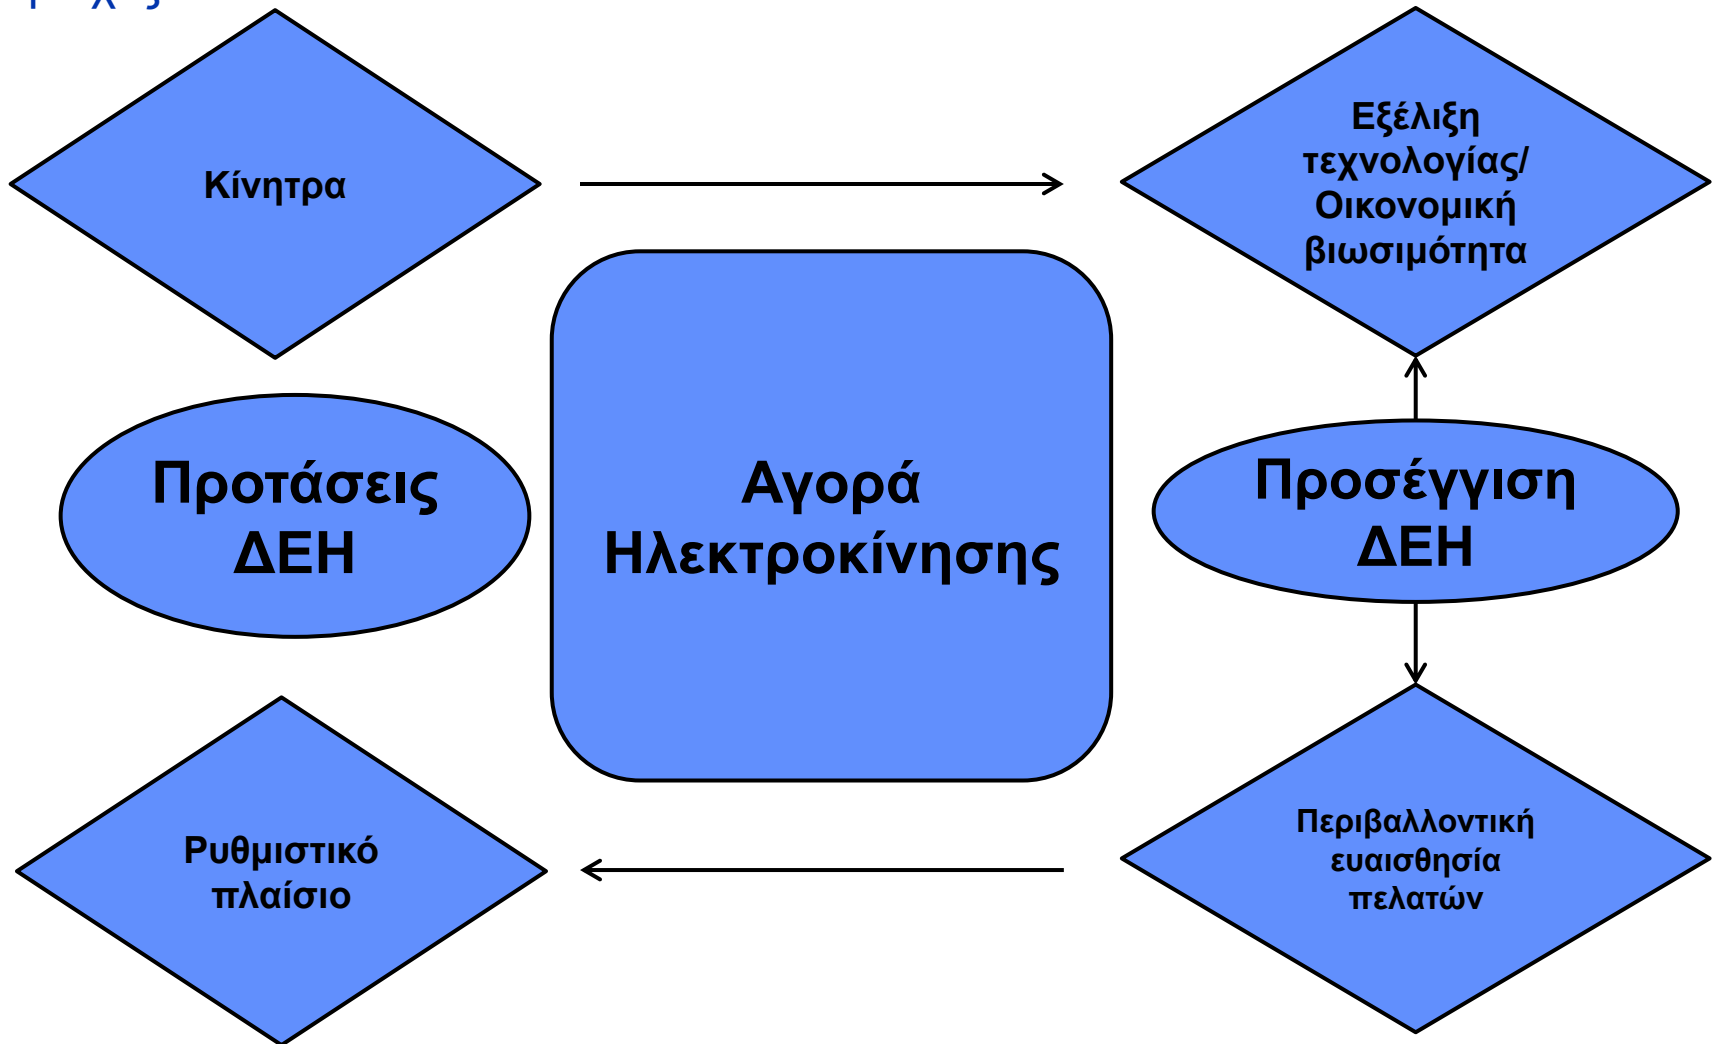 Κίνητρα
Εξέλιξη
τεχνολογίας/
Οικονομική
βιωσιμότητα
Προτάσεις
ΔΕΗ
Αγορά
Ηλεκτροκίνησης
Προσέγγιση
ΔΕΗ
Ρυθμιστικό
πλαίσιο
Περιβαλλοντική
ευαισθησία
πελατών